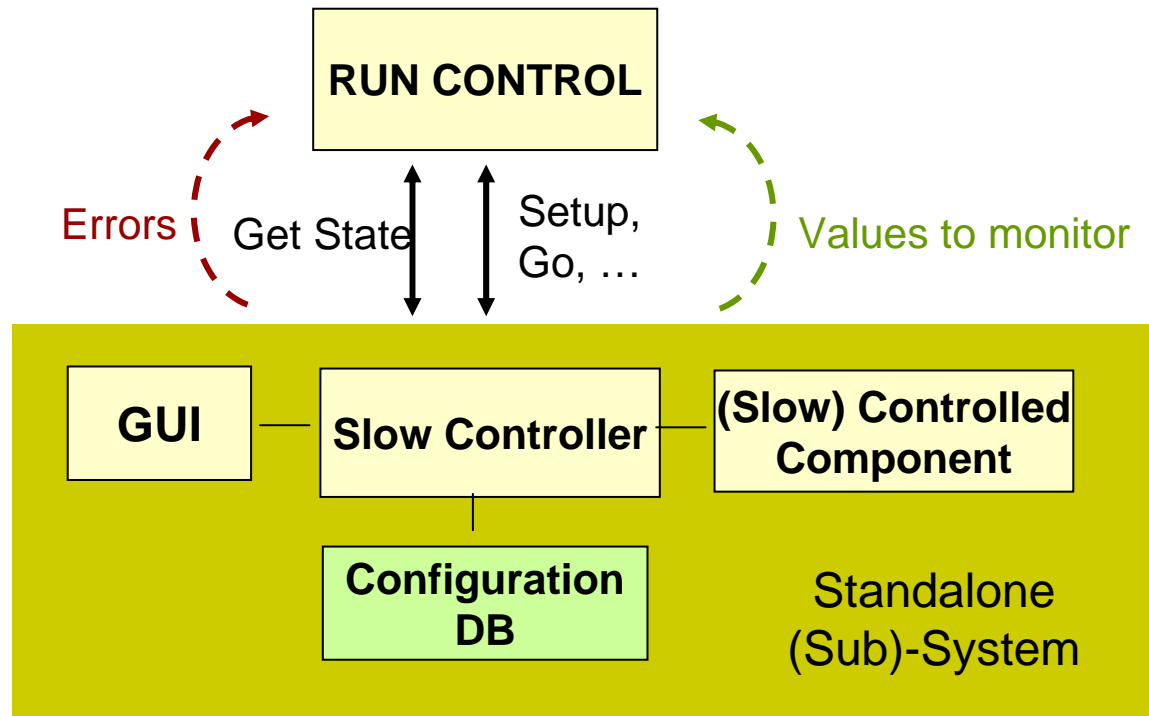 RUN CONTROL
Errors
Get State
Setup,
Go, …
Values to monitor
GUI
Slow Controller
(Slow) Controlled
Component
Configuration
DB
Standalone
(Sub)-System